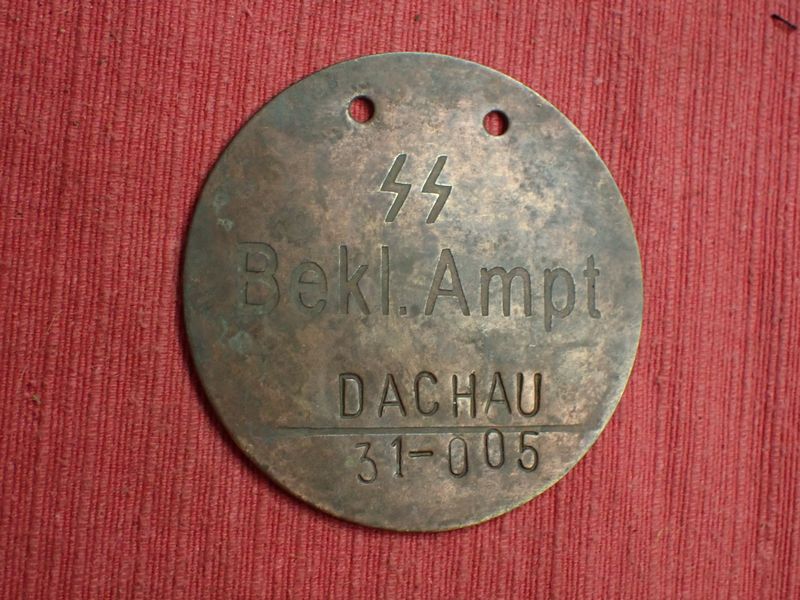 SS
Bekl. Ampt
DACHAU
31-005